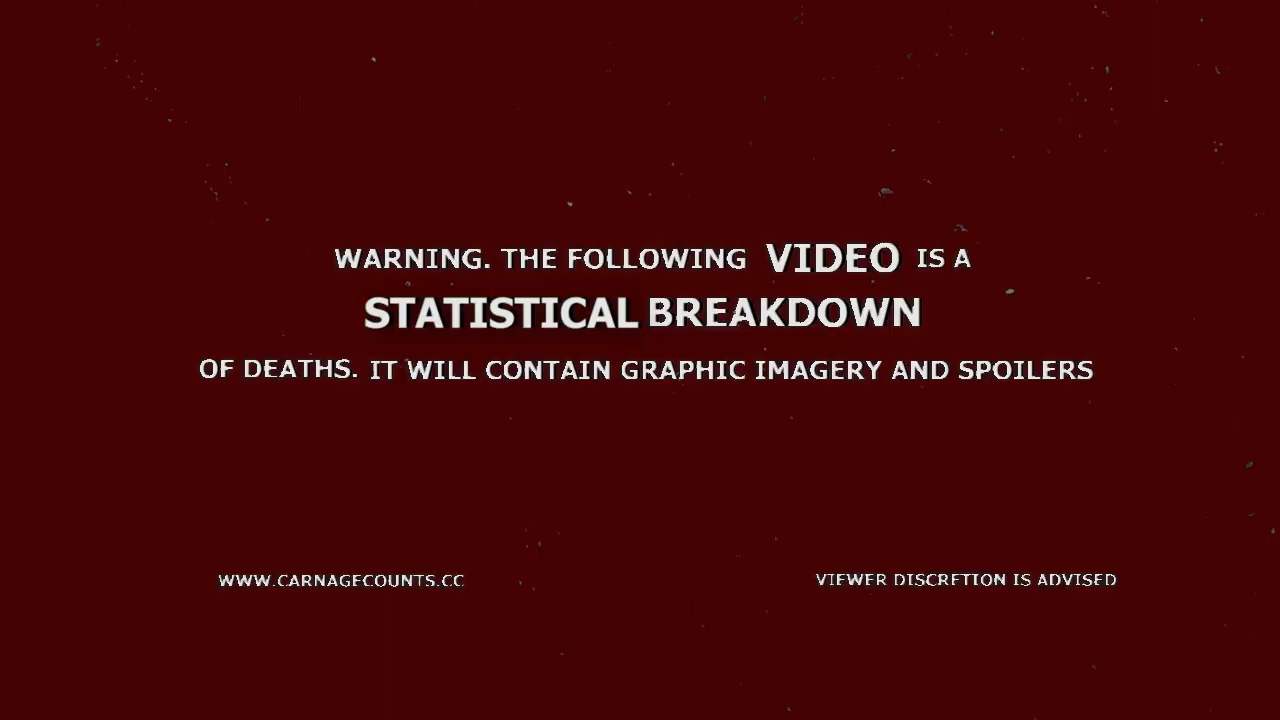 WARNING. THE FOLLOWING VIDEO IS A
STATISTICAL BREAKDOWN
OF DEATHS. IT WILL CONTAIN GRAPHIC IMAGERY AND SPOILERS
WWW.CARNAGECOUNTS.CC
VIEWER DISCRETION IS ADVISED